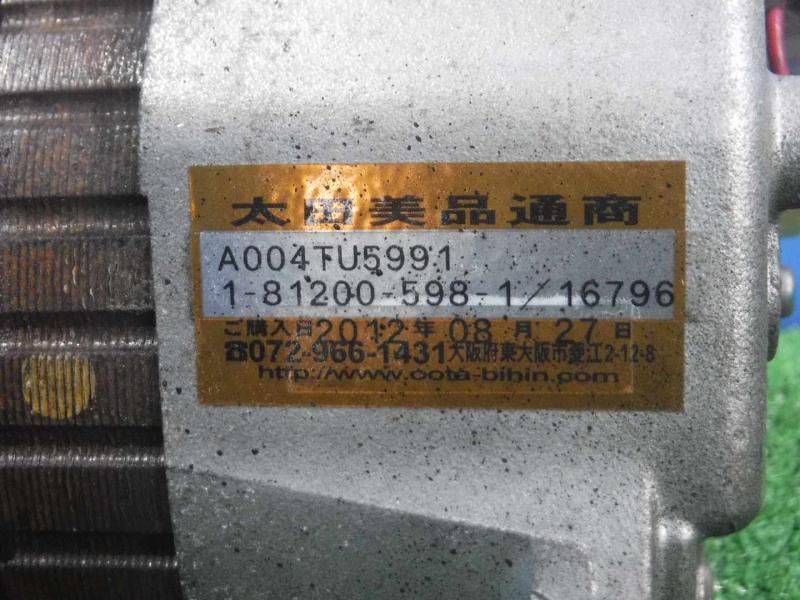 太田美品通商
A004TU5991
1-81200-598-1/16796
ご購入日2012年 08月 27日
☎072-966-1431大阪府東大阪市菱江2-12-8
http://www.oota-bihin.com